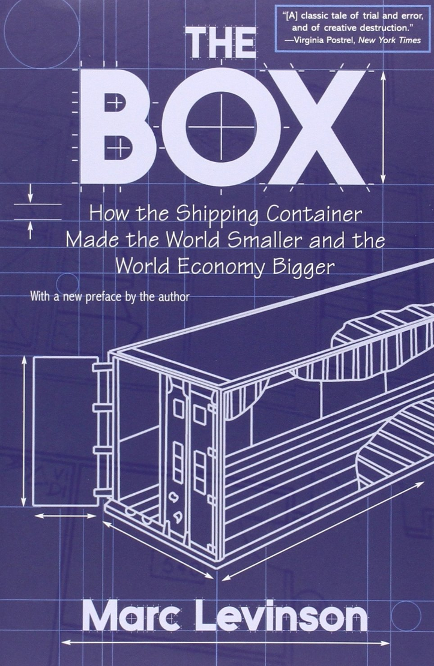 "[A] classic tale of trial and error,
and of creative destruction."
—Virginia Postrel, New York Times
THE
BOX
How the Shipping Container
Made the World Smaller and the
World Economy Bigger
With a new preface by the author
Marc Levinson